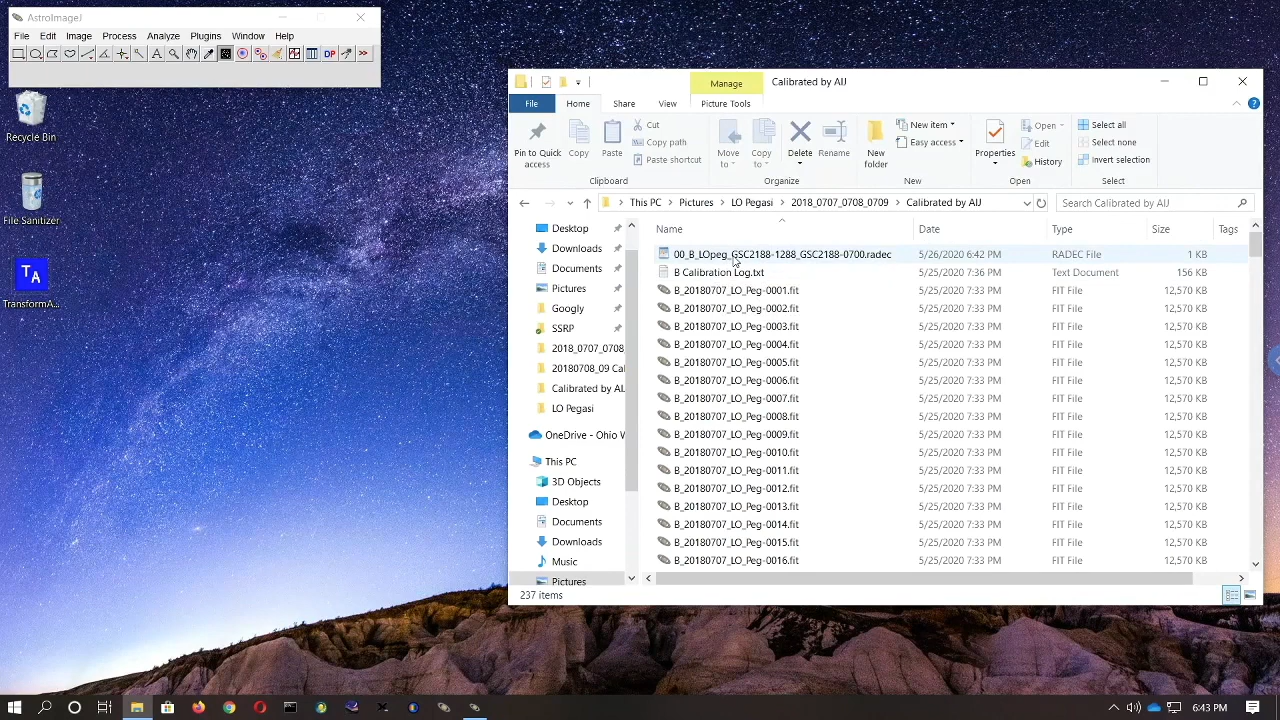 AstroImageJ
File Edit Image Process Analyze Plugins Window Help
A DP >>
Recycle Bin
File Sanitizer
TA
TransformA...
Manage Calibrated by AIJ
File Home Share View Picture Tools
Pin to Quick access
Copy
Paste
Cut
Copy path
Paste shortcut
Move to
Copy to
Delete
Rename
New folder
New item
Easy access
Properties
Open
Edit
History
Select all
Select none
Invert selection
Clipboard Organize New Open Select
This PC > Pictures > LO Pegasi > 2018_0707_0708_0709 > Calibrated by AIJ
Search Calibrated by AIJ
Desktop
Downloads
Documents
Pictures
Googly
SSRP
2018_0707_0708_
20180708_09 Cal
Calibrated by AIJ
LO Pegasi
OneDrive - Ohio W
This PC
3D Objects
Desktop
Documents
Downloads
Music
Pictures
Name Date Type Size Tags
00_B_LOpeg_GSC2188-1288_GSC2188-0700.radec 5/26/2020 6:42 PM RADEC File 1 KB
B Calibration Log.txt 5/25/2020 7:36 PM Text Document 156 KB
B_20180707_LO_Peg-0001.fit 5/25/2020 7:33 PM FIT File 12,570 KB
B_20180707_LO_Peg-0002.fit 5/25/2020 7:33 PM FIT File 12,570 KB
B_20180707_LO_Peg-0003.fit 5/25/2020 7:33 PM FIT File 12,570 KB
B_20180707_LO_Peg-0004.fit 5/25/2020 7:33 PM FIT File 12,570 KB
B_20180707_LO_Peg-0005.fit 5/25/2020 7:33 PM FIT File 12,570 KB
B_20180707_LO_Peg-0006.fit 5/25/2020 7:33 PM FIT File 12,570 KB
B_20180707_LO_Peg-0007.fit 5/25/2020 7:33 PM FIT File 12,570 KB
B_20180707_LO_Peg-0008.fit 5/25/2020 7:33 PM FIT File 12,570 KB
B_20180707_LO_Peg-0009.fit 5/25/2020 7:33 PM FIT File 12,570 KB
B_20180707_LO_Peg-0010.fit 5/25/2020 7:33 PM FIT File 12,570 KB
B_20180707_LO_Peg-0011.fit 5/25/2020 7:33 PM FIT File 12,570 KB
B_20180707_LO_Peg-0012.fit 5/25/2020 7:33 PM FIT File 12,570 KB
B_20180707_LO_Peg-0013.fit 5/25/2020 7:33 PM FIT File 12,570 KB
B_20180707_LO_Peg-0014.fit 5/25/2020 7:33 PM FIT File 12,570 KB
B_20180707_LO_Peg-0015.fit 5/25/2020 7:33 PM FIT File 12,570 KB
B_20180707_LO_Peg-0016.fit 5/25/2020 7:33 PM FIT File 12,570 KB
237 items
6:43 PM